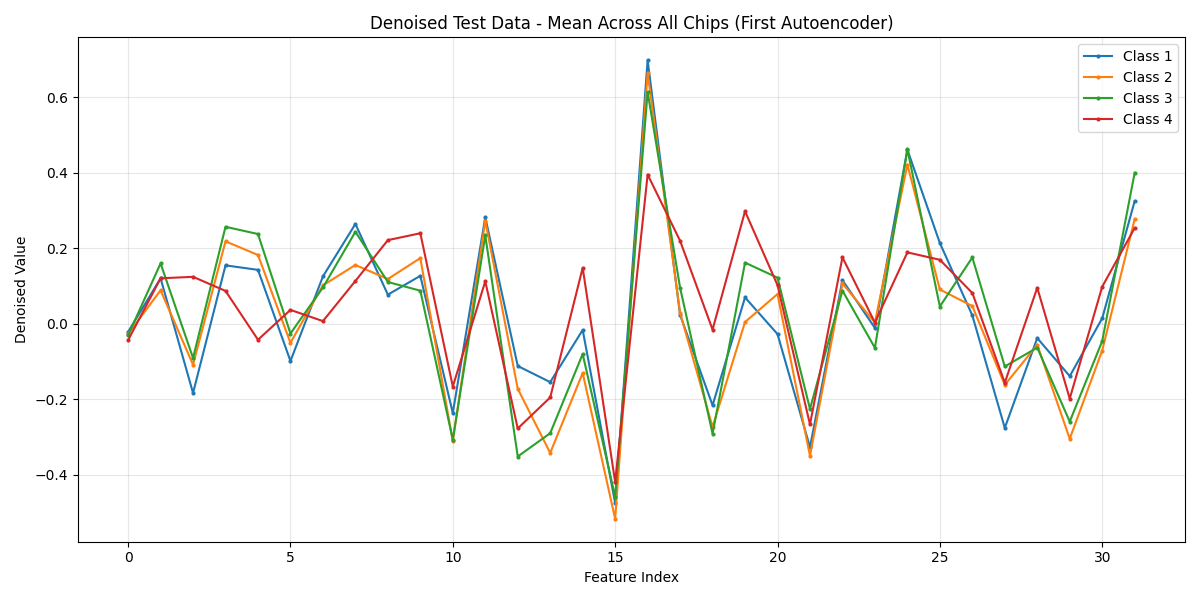 Denoised Test Data - Mean Across All Chips (First Autoencoder)
Class 1
Class 2
Class 3
Class 4
Denoised Value
0.6
0.4
0.2
0.0
−0.2
−0.4
0 5 10 15 20 25 30
Feature Index